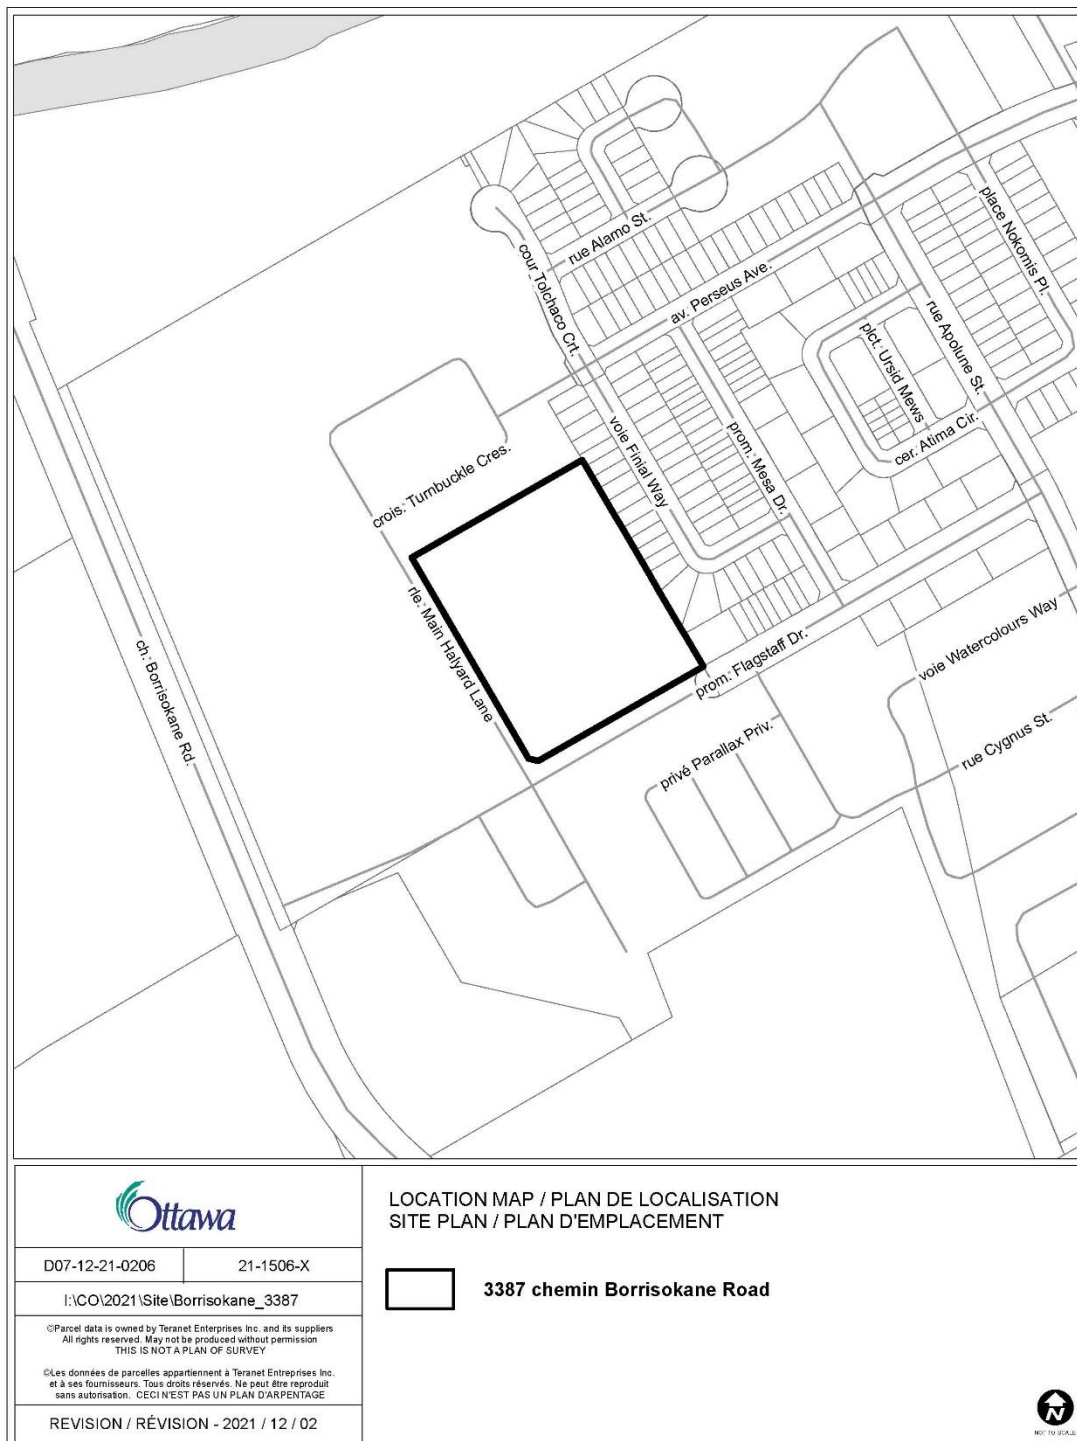 cour Tolchaco Crt.
rue Alamo St.
av. Perseus Ave.
place Nokomis Pl.
rue Apolune St.
plct. Ursid Mews
cer. Atima Cir.
voie Finial Way
prom. Mesa Dr.
crois. Turnbuckle Cres.
rle. Main Halyard Lane
ch. Borrisokane Rd.
prom. Flagstaff Dr.
voie Watercolours Way
rue Cygnus St.
privé Parallax Priv.
Ottawa
D07-12-21-0206
21-1506-X
I:\CO\2021\Site\Borrisokane_3387
©Parcel data is owned by Teranet Enterprises Inc. and its suppliers
All rights reserved. May not be produced without permission
THIS IS NOT A PLAN OF SURVEY
©Les données de parcelles appartiennent à Teranet Entreprises Inc.
et à ses fournisseurs. Tous droits réservés. Ne peut être reproduit
sans autorisation. CECI N'EST PAS UN PLAN D'ARPENTAGE
REVISION / RÉVISION - 2021 / 12 / 02
LOCATION MAP / PLAN DE LOCALISATION
SITE PLAN / PLAN D'EMPLACEMENT
3387 chemin Borrisokane Road
N
NOT TO SCALE